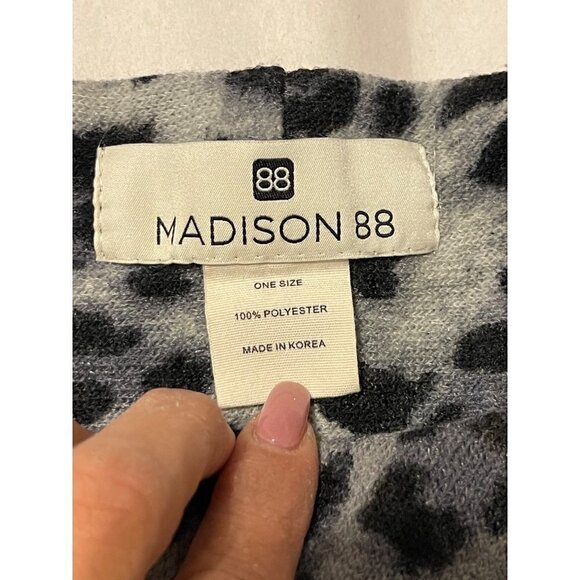 88
MADISON 88
ONE SIZE
100% POLYESTER
MADE IN KOREA